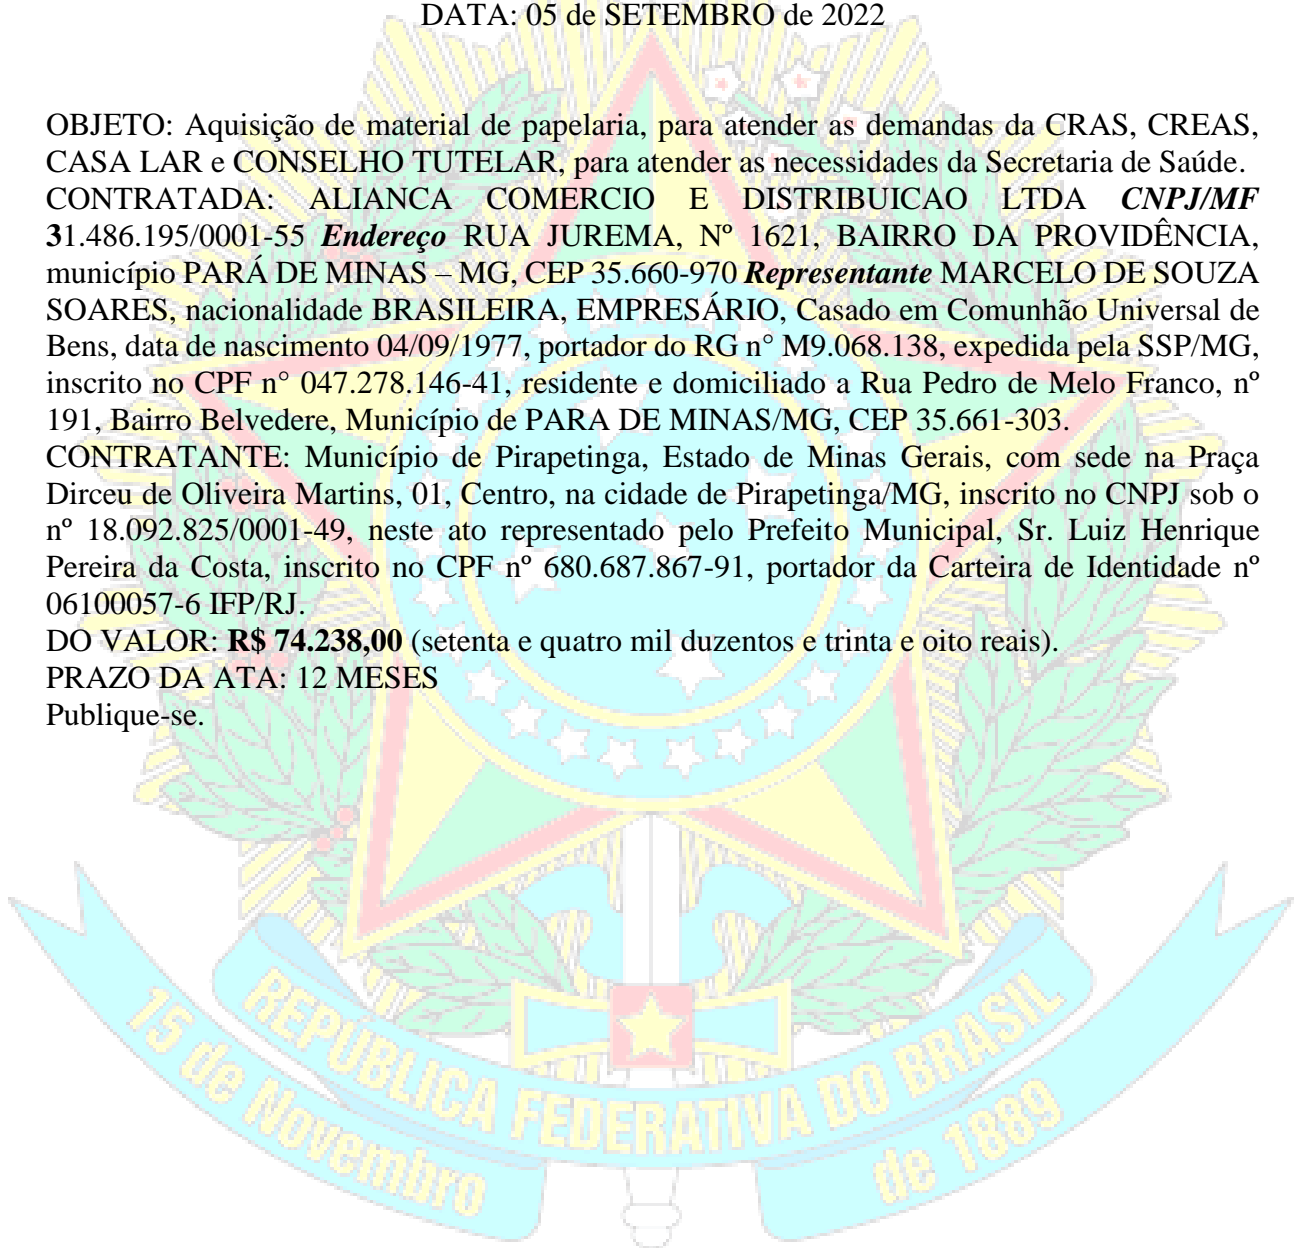 DATA: 05 de SETEMBRO de 2022
OBJETO: Aquisição de material de papelaria, para atender as demandas da CRAS, CREAS,
CASA LAR e CONSELHO TUTELAR, para atender as necessidades da Secretaria de Saúde.
CONTRATADA: ALIANCA COMERCIO E DISTRIBUICAO LTDA CNPJ/MF
31.486.195/0001-55 Endereço RUA JUREMA, Nº 1621, BAIRRO DA PROVIDÊNCIA,
município PARÁ DE MINAS – MG, CEP 35.660-970 Representante MARCELO DE SOUZA
SOARES, nacionalidade BRASILEIRA, EMPRESÁRIO, Casado em Comunhão Universal de
Bens, data de nascimento 04/09/1977, portador do RG n° M9.068.138, expedida pela SSP/MG,
inscrito no CPF n° 047.278.146-41, residente e domiciliado a Rua Pedro de Melo Franco, nº
191, Bairro Belvedere, Município de PARA DE MINAS/MG, CEP 35.661-303.
CONTRATANTE: Município de Pirapetinga, Estado de Minas Gerais, com sede na Praça
Dirceu de Oliveira Martins, 01, Centro, na cidade de Pirapetinga/MG, inscrito no CNPJ sob o
nº 18.092.825/0001-49, neste ato representado pelo Prefeito Municipal, Sr. Luiz Henrique
Pereira da Costa, inscrito no CPF nº 680.687.867-91, portador da Carteira de Identidade nº
06100057-6 IFP/RJ.
DO VALOR: R$ 74.238,00 (setenta e quatro mil duzentos e trinta e oito reais).
PRAZO DA ATA: 12 MESES
Publique-se.
REPÚBLICA FEDERATIVA DO BRASIL
15 de Novembro de 1889